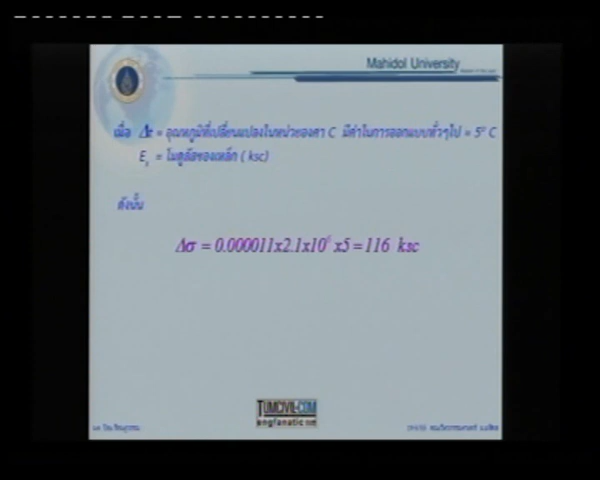 Mahidol University
เมื่อ Δt = อุณหภูมิที่เปลี่ยนแปลงในหน่วยองศา C มีค่าในการออกแบบทั่วๆไป = 5° C
Es = โมดูลัสของเหล็ก ( ksc)
ดังนั้น
Δσ = 0.000011x2.1x10⁶ x5 = 116 ksc
TUMCIVIL.COM
engfanatic